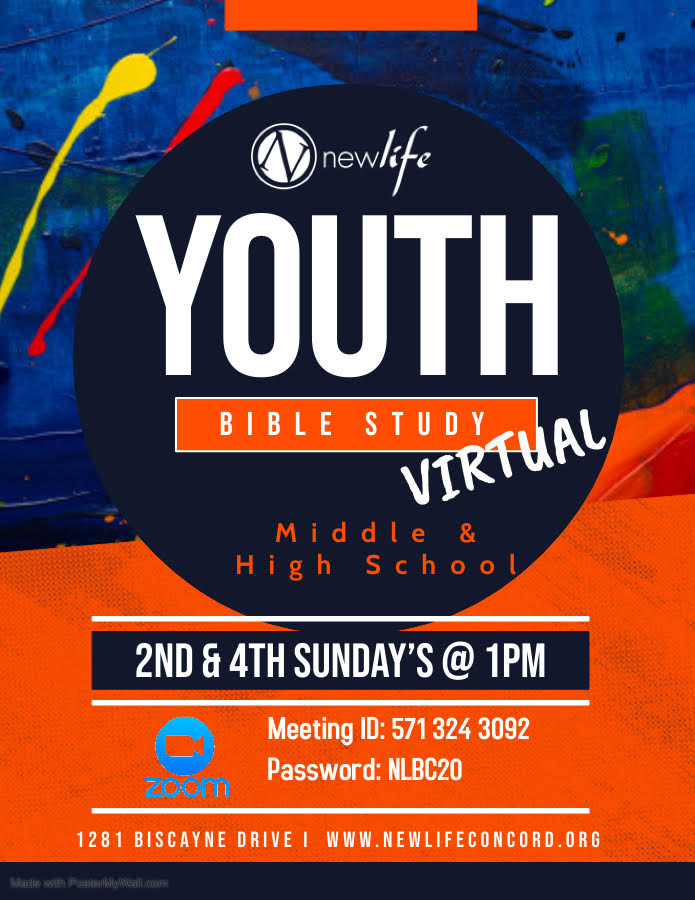 N newlife
YOUTH
BIBLE STUDY
VIRTUAL
Middle &
High School
2ND & 4TH SUNDAY'S @ 1PM
Meeting ID: 571 324 3092
Password: NLBC20
zoom
1281 BISCAYNE DRIVE I WWW.NEWLIFECONCORD.ORG
Made with PosterMyWall.com